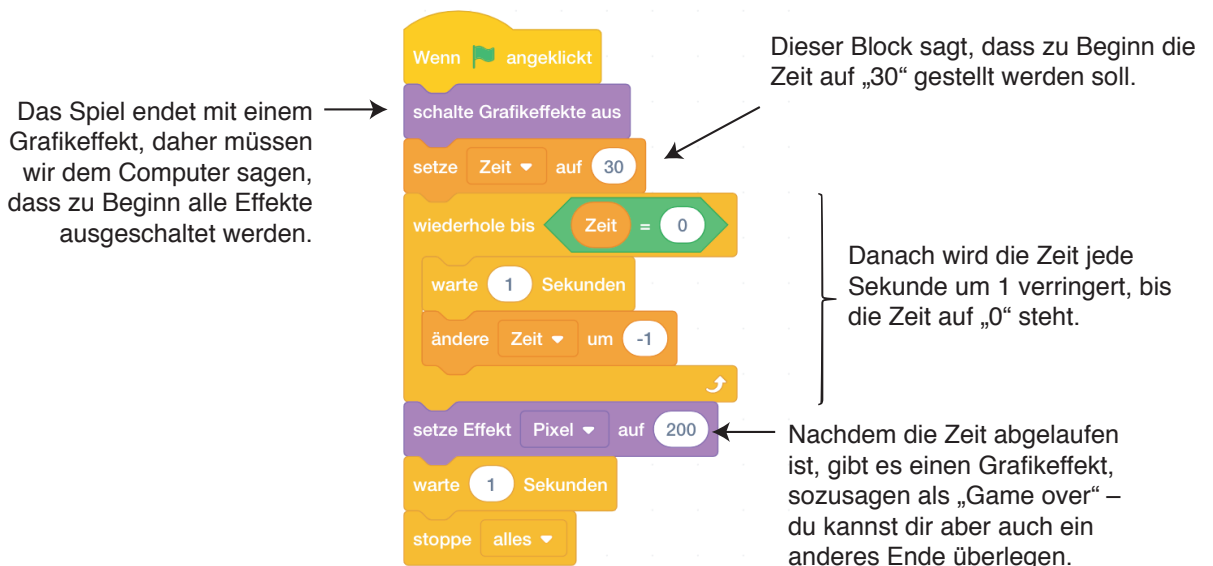 Wenn angeklickt
schalte Grafikeffekte aus
setze Zeit auf 30
wiederhole bis Zeit = 0
warte 1 Sekunden
ändere Zeit um -1
setze Effekt Pixel auf 200
warte 1 Sekunden
stoppe alles
Das Spiel endet mit einem
Grafikeffekt, daher müssen
wir dem Computer sagen,
dass zu Beginn alle Effekte
ausgeschaltet werden.
Dieser Block sagt, dass zu Beginn die
Zeit auf „30“ gestellt werden soll.
Danach wird die Zeit jede
Sekunde um 1 verringert, bis
die Zeit auf „0“ steht.
Nachdem die Zeit abgelaufen
ist, gibt es einen Grafikeffekt,
sozusagen als „Game over“ –
du kannst dir aber auch ein
anderes Ende überlegen.